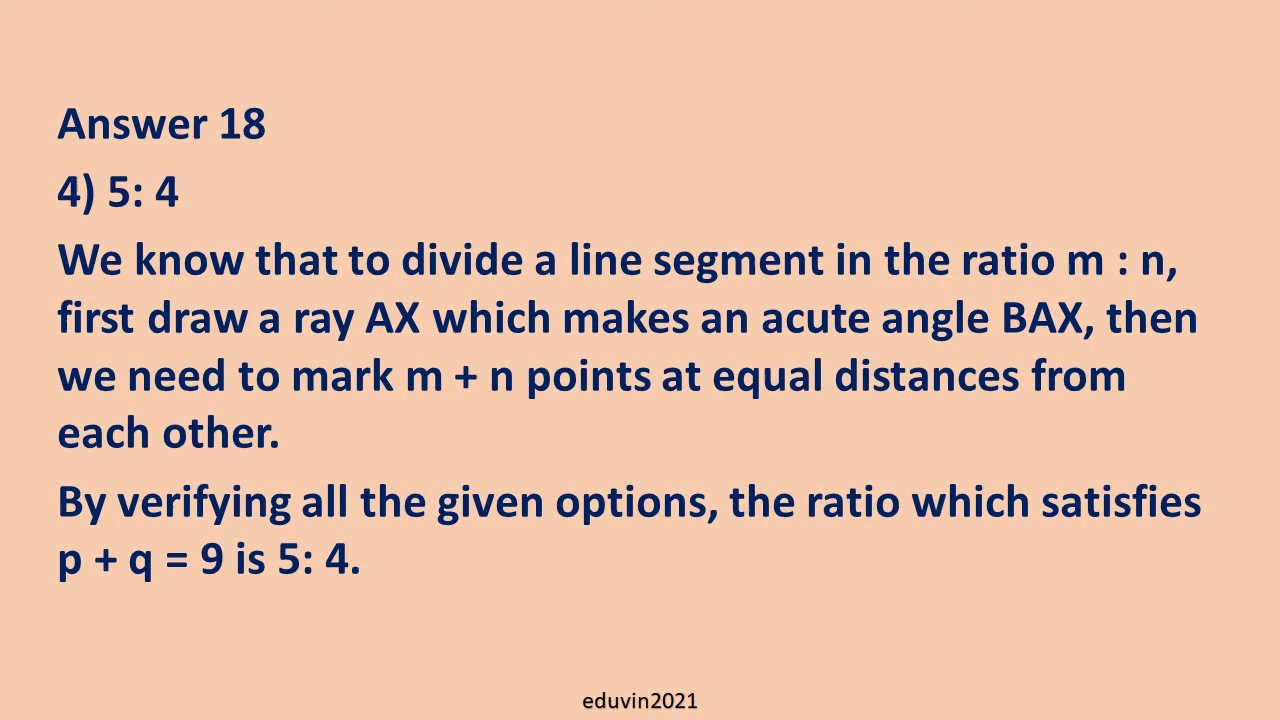 Answer 18
4) 5: 4
We know that to divide a line segment in the ratio m : n,
first draw a ray AX which makes an acute angle BAX, then
we need to mark m + n points at equal distances from
each other.
By verifying all the given options, the ratio which satisfies
p + q = 9 is 5: 4.
eduvin2021